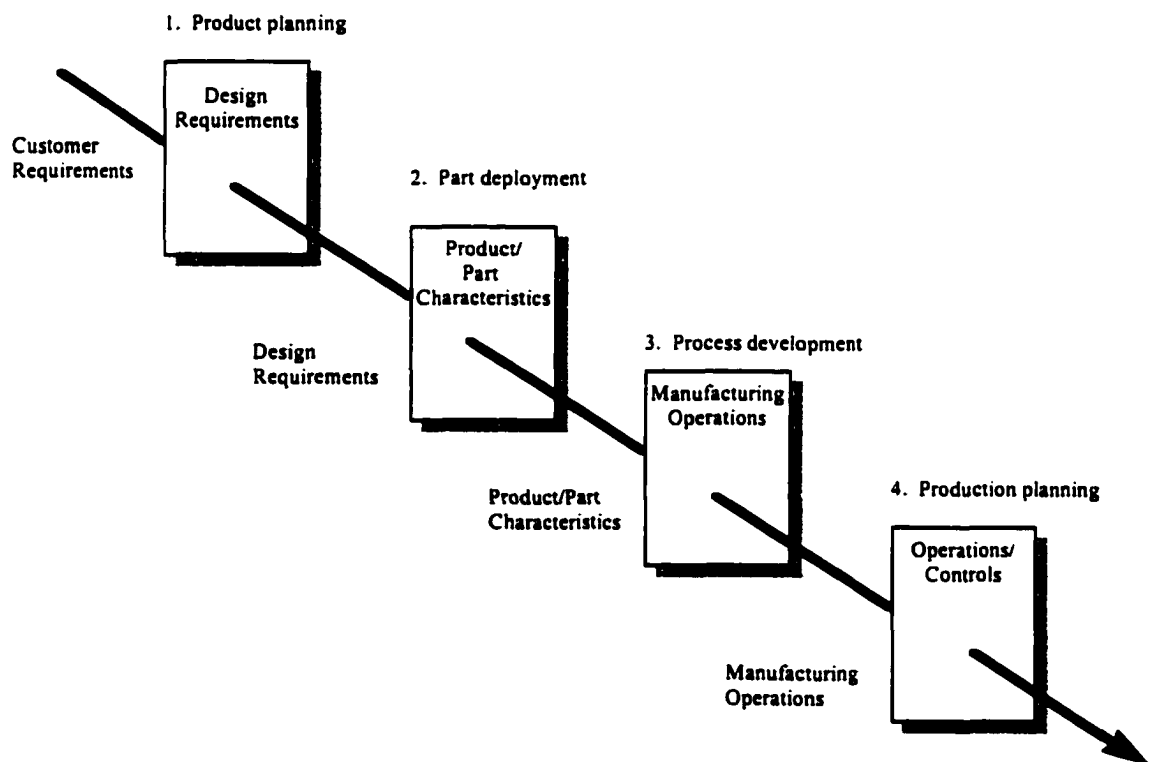 1. Product planning
Design
Requirements
Customer
Requirements
2. Part deployment
Product/
Part
Characteristics
Design
Requirements
3. Process development
Manufacturing
Operations
Product/Part
Characteristics
4. Production planning
Operations/
Controls
Manufacturing
Operations